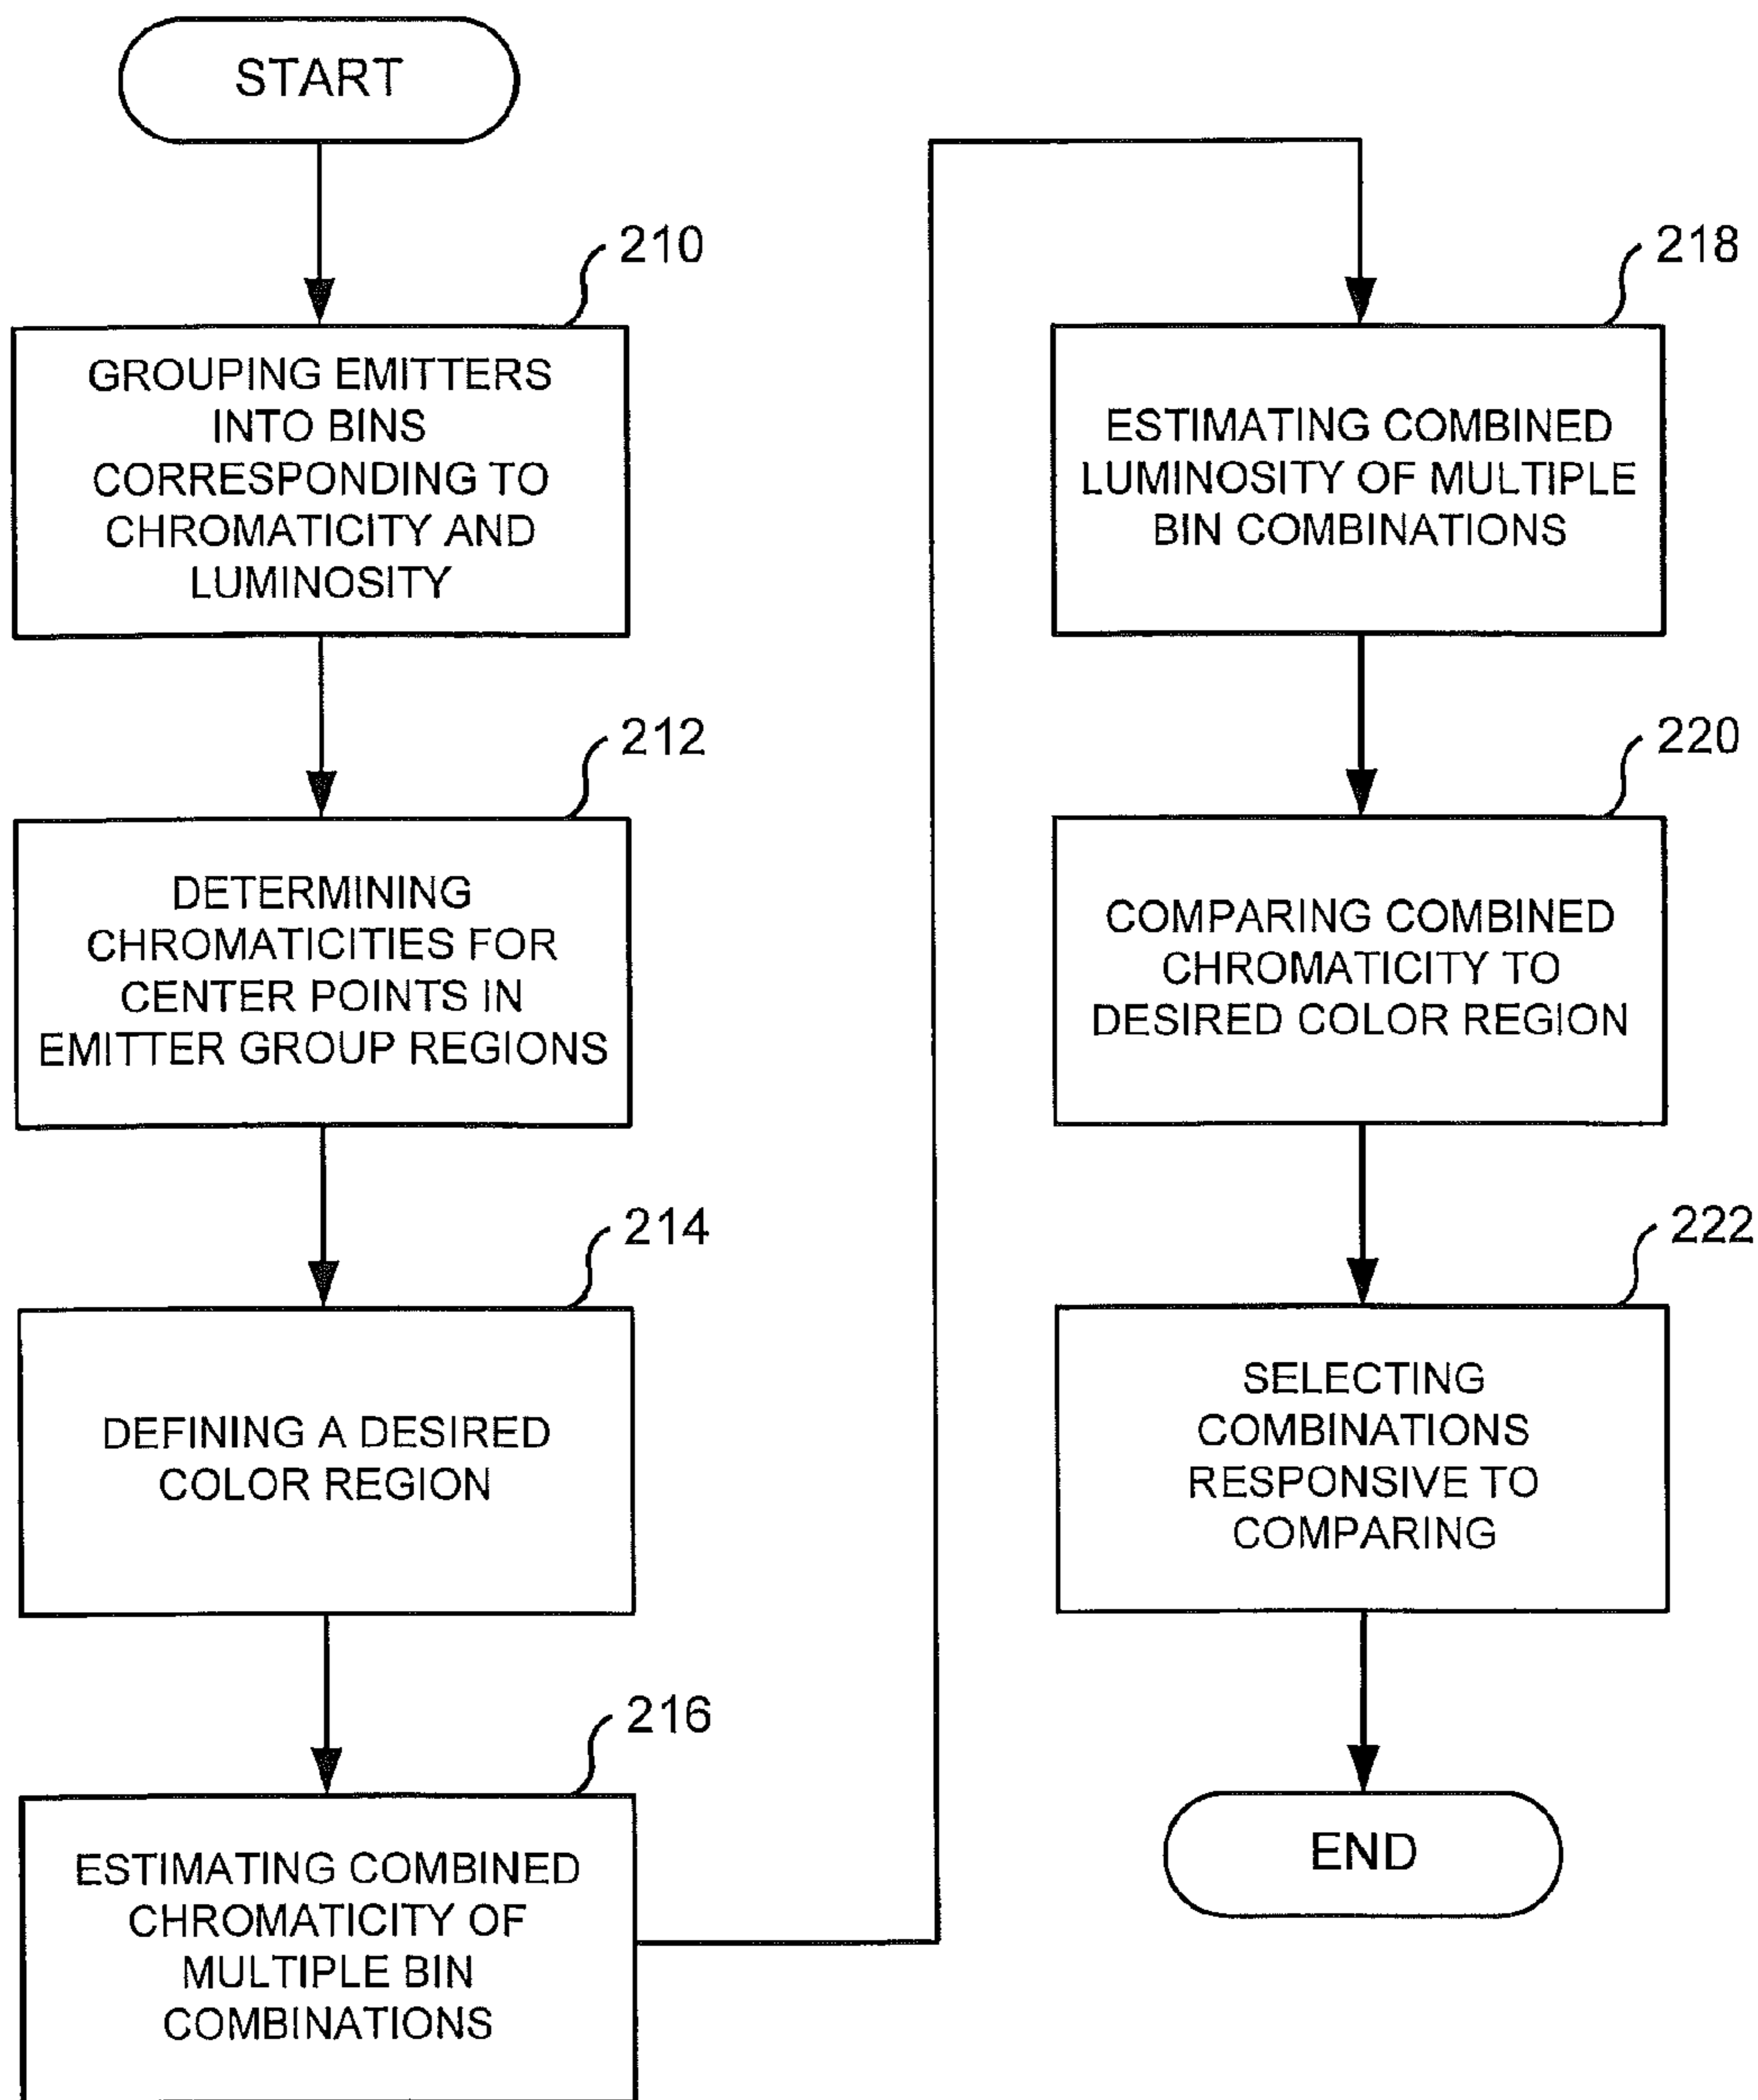 START
210
GROUPING EMITTERS
INTO BINS
CORRESPONDING TO
CHROMATICITY AND
LUMINOSITY
212
DETERMINING
CHROMATICITIES FOR
CENTER POINTS IN
EMITTER GROUP REGIONS
214
DEFINING A DESIRED
COLOR REGION
216
ESTIMATING COMBINED
CHROMATICITY OF
MULTIPLE BIN
COMBINATIONS
218
ESTIMATING COMBINED
LUMINOSITY OF MULTIPLE
BIN COMBINATIONS
220
COMPARING COMBINED
CHROMATICITY TO
DESIRED COLOR REGION
222
SELECTING
COMBINATIONS
RESPONSIVE TO
COMPARING
END